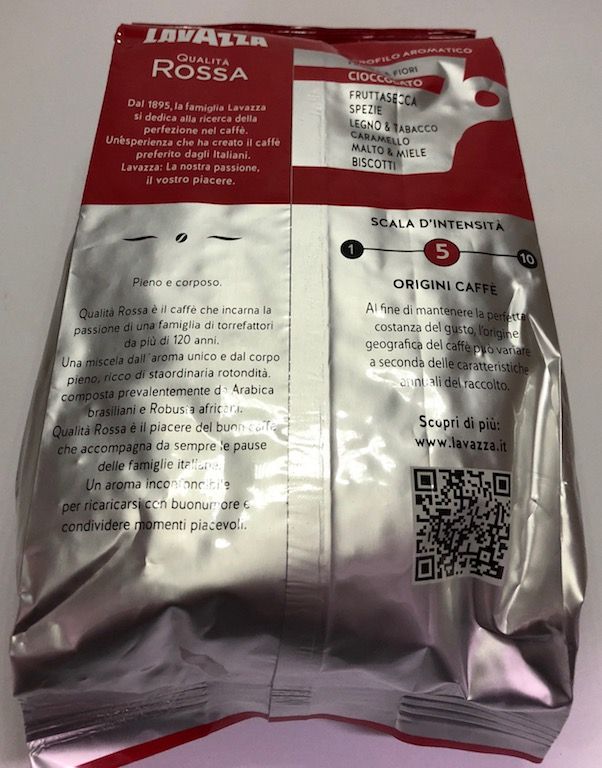 LAVAZZA
QUALITÀ
ROSSA
Dal 1895, la famiglia Lavazza
si dedica alla ricerca della
perfezione nel caffè.
Un'esperienza che ha creato il caffè
preferito dagli Italiani.
Lavazza: La nostra passione,
il vostro piacere.
Pieno e corposo.
Qualità Rossa è il caffè che incarna la
passione di una famiglia di torrefattori
da più di 120 anni.
Una miscela dall'aroma unico e dal corpo
pieno, ricco di staordinaria rotondità.
composta prevalentemente da Arabica
brasiliani e Robusta africani.
Qualità Rossa è il piacere del buon caffè
che accompagna da sempre le pause
delle famiglie italiane.
Un aroma inconfondibile
per ricaricarsi con buonumore e
condividere momenti piacevoli.
PROFILO AROMATICO
FIORI
CIOCCOLATO
FRUTTASECCA
SPEZIE
LEGNO & TABACCO
CARAMELLO
MALTO & MIELE
BISCOTTI
SCALA D'INTENSITÀ
1 5 10
ORIGINI CAFFÈ
Al fine di mantenere la perfetta
costanza del gusto, l'origine
geografica del caffè può variare
a seconda delle caratteristiche
annuali del raccolto.
Scopri di più:
www.lavazza.it